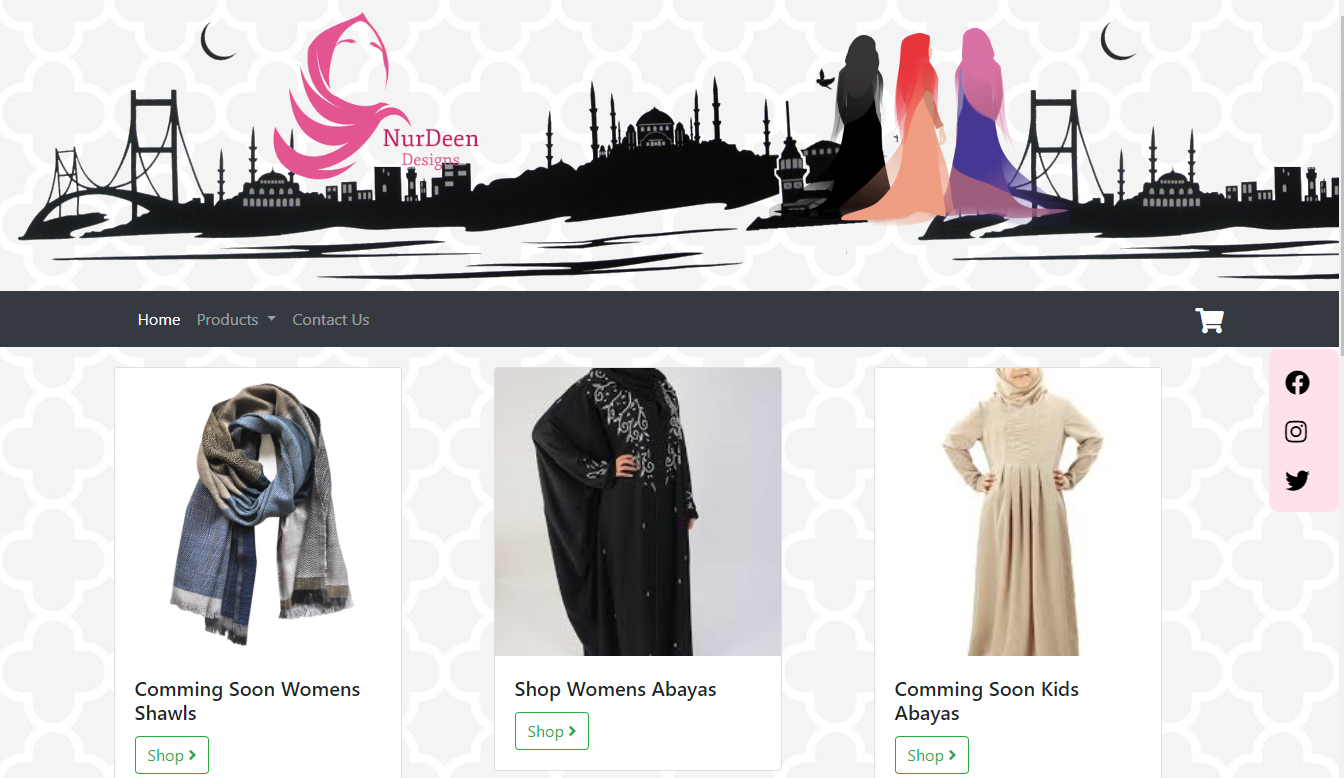 NurDeen
Designs
Home Products Contact Us
Comming Soon Womens
Shawls
Shop
Shop Womens Abayas
Shop
Comming Soon Kids
Abayas
Shop